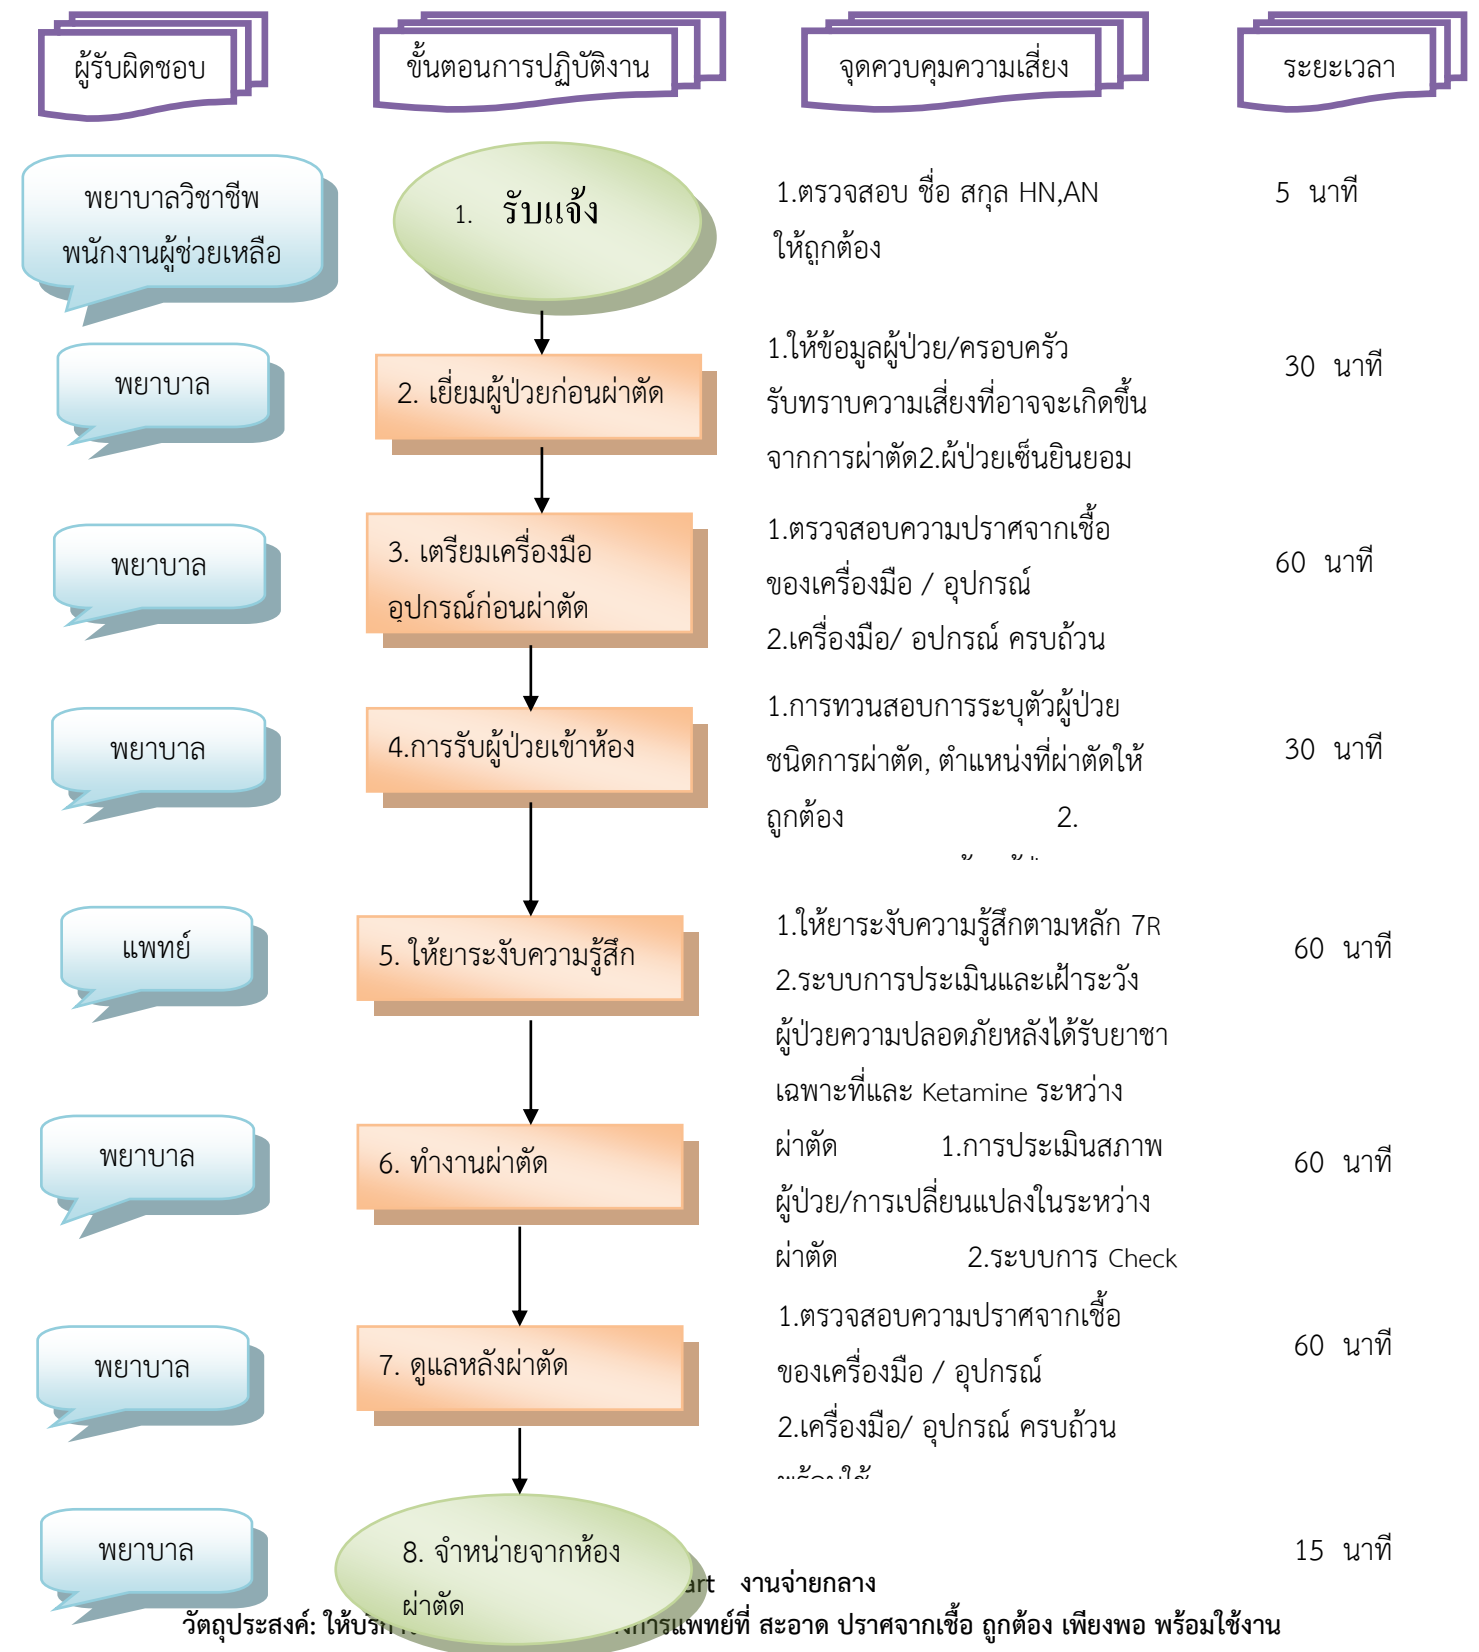 ผู้รับผิดชอบ
ขั้นตอนการปฏิบัติงาน
จุดควบคุมความเสี่ยง
ระยะเวลา
พยาบาลวิชาชีพ
พนักงานผู้ช่วยเหลือ
1. รับแจ้ง
1.ตรวจสอบ ชื่อ สกุล HN,AN
ให้ถูกต้อง
5 นาที
พยาบาล
2. เยี่ยมผู้ป่วยก่อนผ่าตัด
1.ให้ข้อมูลผู้ป่วย/ครอบครัว
รับทราบความเสี่ยงที่อาจจะเกิดขึ้น
จากการผ่าตัด2.ผ้ป่วยเซ็นยินยอม
30 นาที
พยาบาล
3. เตรียมเครื่องมือ
อุปกรณ์ก่อนผ่าตัด
1.ตรวจสอบความปราศจากเชื้อ
ของเครื่องมือ / อุปกรณ์
2.เครื่องมือ/ อปกรณ์ ครบถ้วน
60 นาที
พยาบาล
4.การรับผู้ป่วยเข้าห้อง
1.การทวนสอบการระบุตัวผู้ป่วย
ชนิดการผ่าตัด, ตำแหน่งที่ผ่าตัดให้
ถูกต้อง 2.
30 นาที
แพทย์
5. ให้ยาระงับความรู้สึก
1.ให้ยาระงับความรู้สึกตามหลัก 7R
2.ระบบการประเมินและเฝ้าระวัง
ผู้ป่วยความปลอดภัยหลังได้รับยาชา
เฉพาะที่และ Ketamine ระหว่าง
ผ่าตัด 1.การประเมินสภาพ
ผู้ป่วย/การเปลี่ยนแปลงในระหว่าง
ผ่าตัด 2.ระบบการ Check
60 นาที
พยาบาล
6. ทำงานผ่าตัด
60 นาที
พยาบาล
7. ดูแลหลังผ่าตัด
1.ตรวจสอบความปราศจากเชื้อ
ของเครื่องมือ / อุปกรณ์
2.เครื่องมือ/ อุปกรณ์ ครบถ้วน
60 นาที
พยาบาล
8. จำหน่ายจากห้อง
ผ่าตัด
15 นาที
งานจ่ายกลาง
วัตถุประสงค์: สะอาด ปราศจากเชื้อ ถูกต้อง เพียงพอ พร้อมใช้งาน